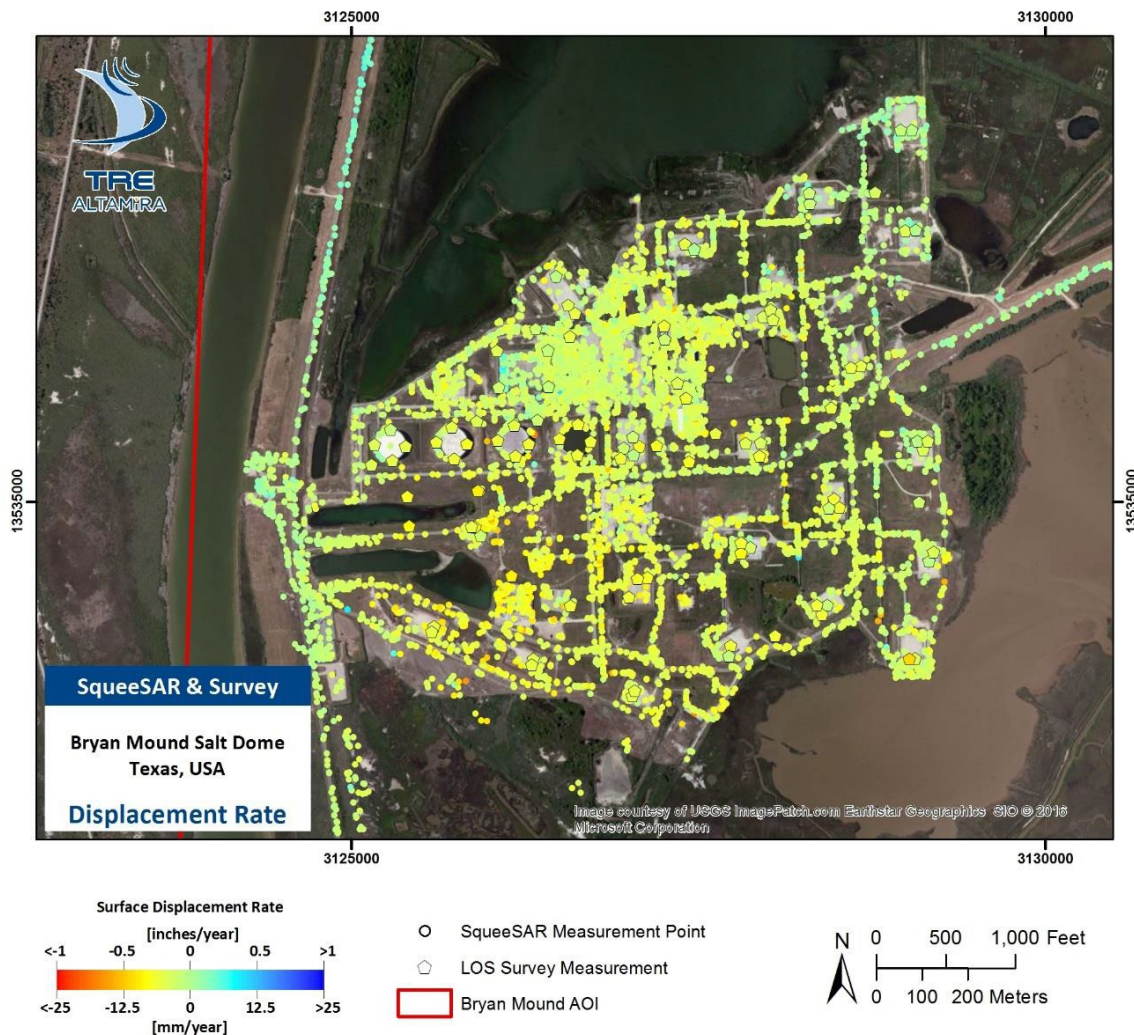 3125000
3130000
TRE
ALTAMIRA
13535000
13535000
SqueeSAR & Survey
Bryan Mound Salt Dome
Texas, USA
Displacement Rate
Image courtesy of USGS ImagePatch.com Earthstar Geographics SIO © 2016
Microsoft Corporation
3125000
3130000
Surface Displacement Rate
[inches/year]
<-1 -0.5 0 0.5 >1
<-25 -12.5 0 12.5 >25
[mm/year]
SqueeSAR Measurement Point
LOS Survey Measurement
Bryan Mound AOI
N
0 500 1,000 Feet
0 100 200 Meters